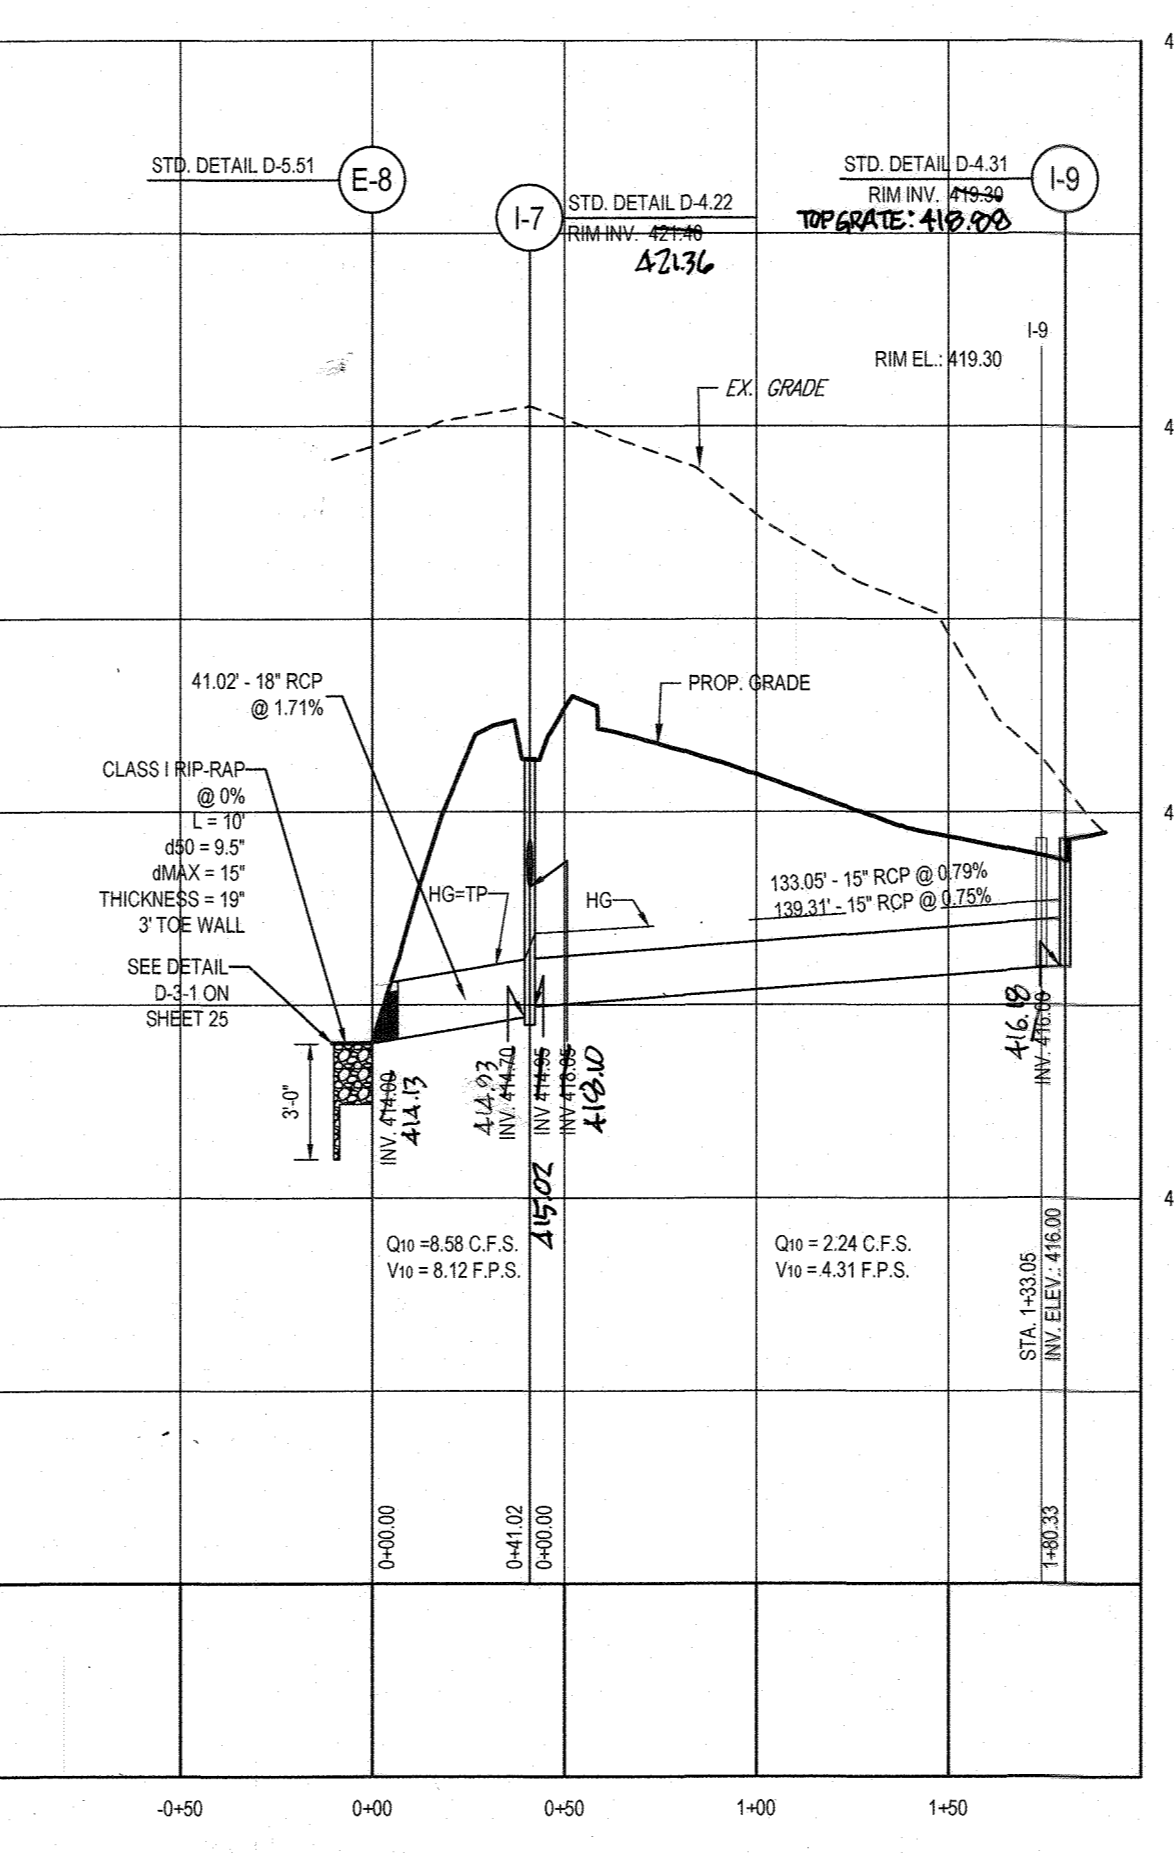 4
STD. DETAIL D-5.51
E-8
I-7
STD. DETAIL D-4.22
RIM INV. 421.40
421.36
STD. DETAIL D-4.31
I-9
RIM INV. 419.30
TOP GRATE: 418.98
I-9
RIM EL.: 419.30
EX. GRADE
4
41.02' - 18" RCP
@ 1.71%
PROP. GRADE
CLASS I RIP-RAP
@ 0%
L = 10'
d50 = 9.5"
dMAX = 15"
THICKNESS = 19"
3' TOE WALL
4
HG=TP
HG
133.05' - 15" RCP @ 0.79%
139.31' - 15" RCP @ 0.75%
SEE DETAIL
D-3-1 ON
SHEET 25
3'-0"
INV. 414.00
414.13
414.93
INV. 414.70
INV 414.95
415.02
INV 418.05
418.10
416.18
INV. 416.00
4
Q10 =8.58 C.F.S.
V10 = 8.12 F.P.S.
Q10 = 2.24 C.F.S.
V10 = 4.31 F.P.S.
STA. 1+33.05
INV. ELEV.: 416.00
0+00.00
0+41.02
0+00.00
1+80.33
-0+50
0+00
0+50
1+00
1+50